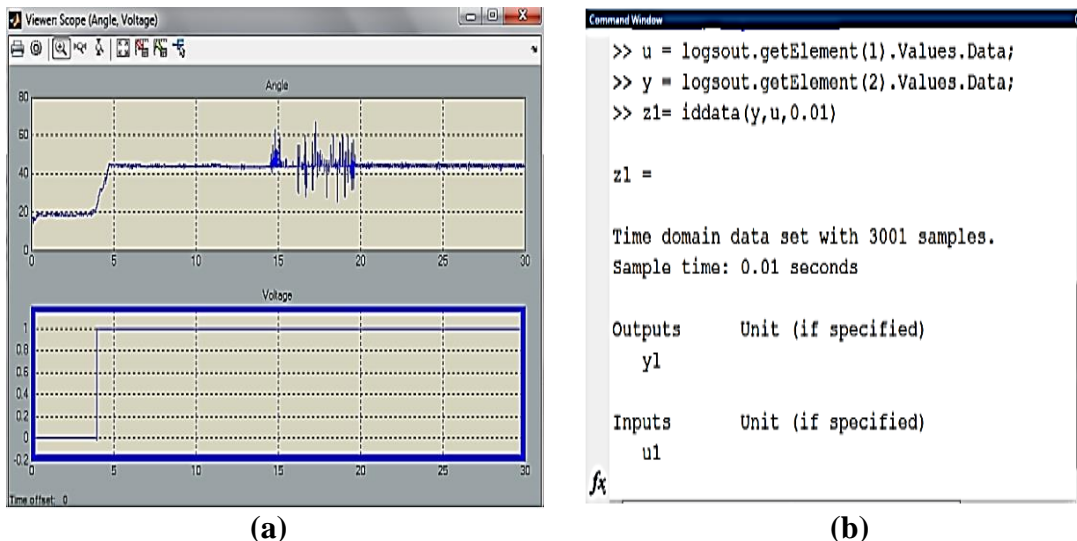 Viewer: Scope (Angle, Voltage)
Angle
80
60
40
20
0
0 5 10 15 20 25 30
Voltage
1
0.8
0.6
0.4
0.2
0
-0.2
0 5 10 15 20 25 30
Time offset: 0
(a)
Command Window
>> u = logsout.getElement(1).Values.Data;
>> y = logsout.getElement(2).Values.Data;
>> z1= iddata(y,u,0.01)
z1 =
Time domain data set with 3001 samples.
Sample time: 0.01 seconds
Outputs Unit (if specified)
y1
Inputs Unit (if specified)
u1
fx
(b)